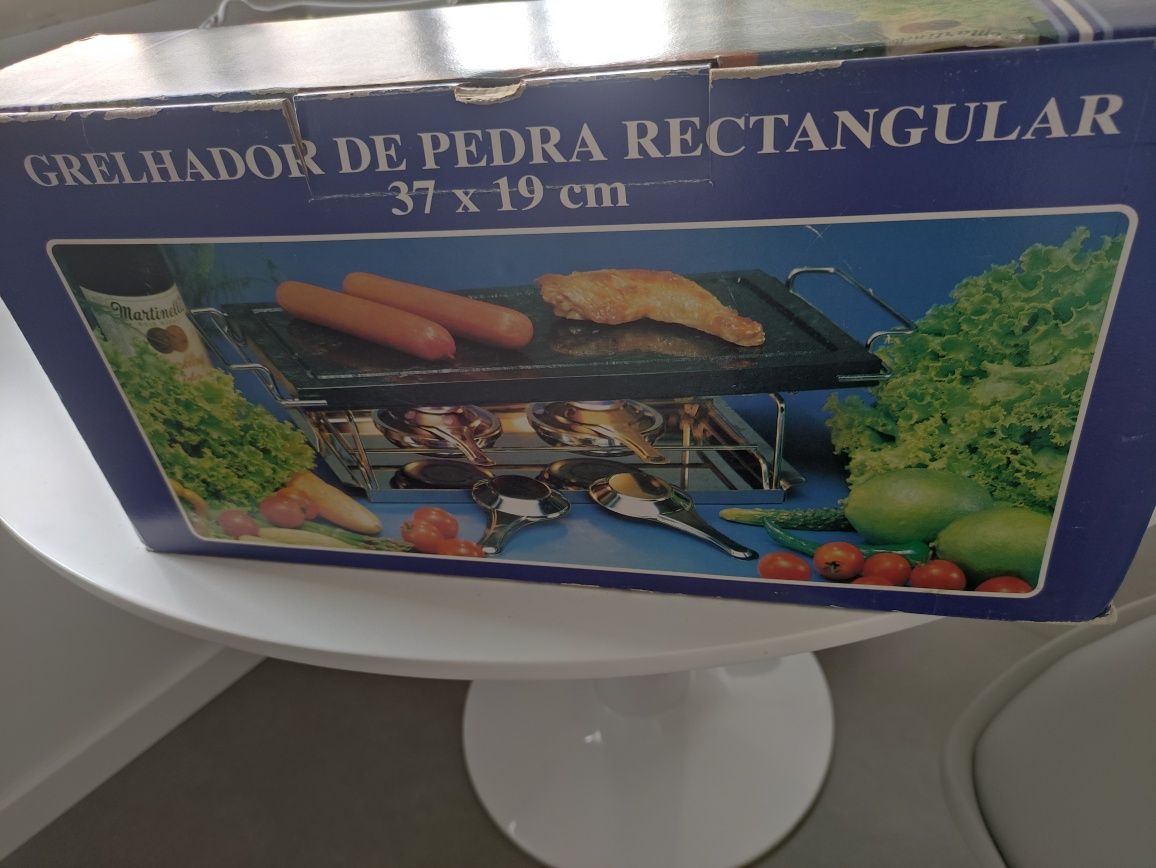 GRELHADOR DE PEDRA RECTANGULAR
37 x 19 cm